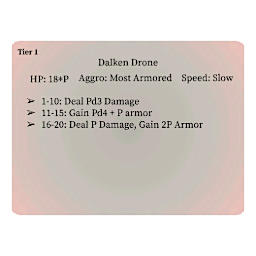 Tier 1
Dalken Drone
HP: 18*P Aggro: Most Armored Speed: Slow
➢ 1-10: Deal Pd3 Damage
➢ 11-15: Gain Pd4 + P armor
➢ 16-20: Deal P Damage, Gain 2P Armor